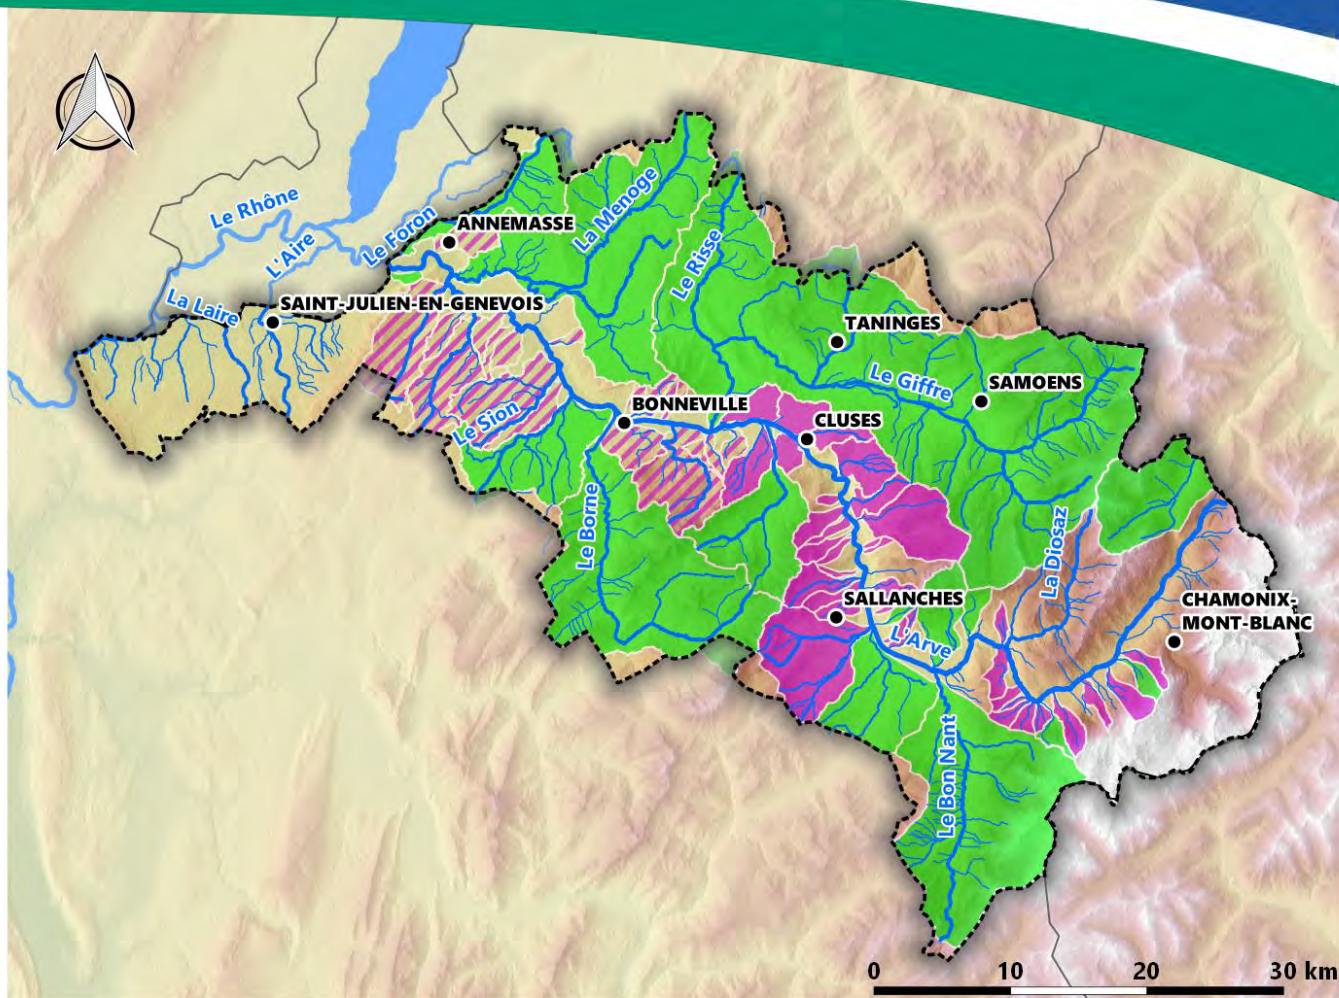 Le Rhône
L'Aire
Le Foron
ANNEMASSE
La Menoge
Le Risse
La Laire
SAINT-JULIEN-EN-GENEVOIS
TANINGES
Le Giffre
SAMOENS
Le Sion
BONNEVILLE
CLUSES
Le Borne
La Diosaz
SALLANCHES
L'Arve
CHAMONIX-
MONT-BLANC
Le Bon Nant
0 10 20 30 km